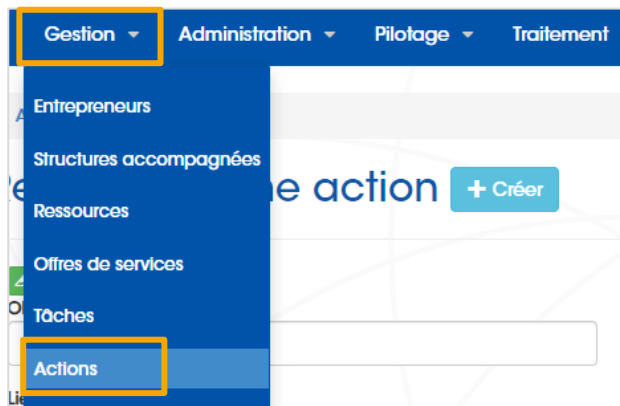 Gestion Administration Pilotage Traitement
Entrepreneurs
Structures accompagnées
e action + Créer
Ressources
Offres de services
Tâches
Actions